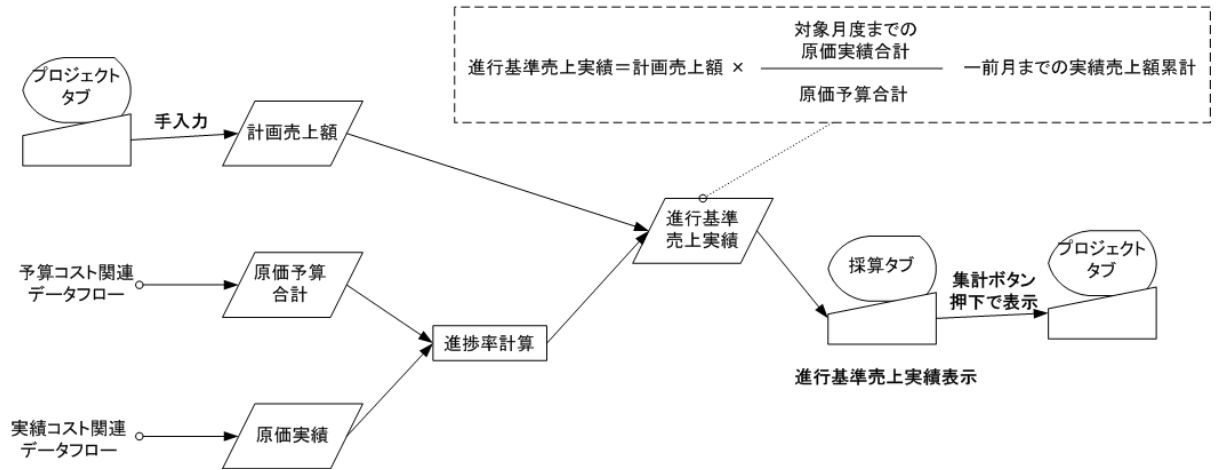 対象月度までの
原価実績合計
進行基準売上実績＝計画売上額 ×
ー前月までの実績売上額累計
原価予算合計
プロジェクト
タブ
手入力
計画売上額
進行基準
売上実績
予算コスト関連
データフロー
原価予算
合計
採算タブ
集計ボタン
押下で表示
プロジェクト
タブ
進捗率計算
進行基準売上実績表示
実績コスト関連
データフロー
原価実績